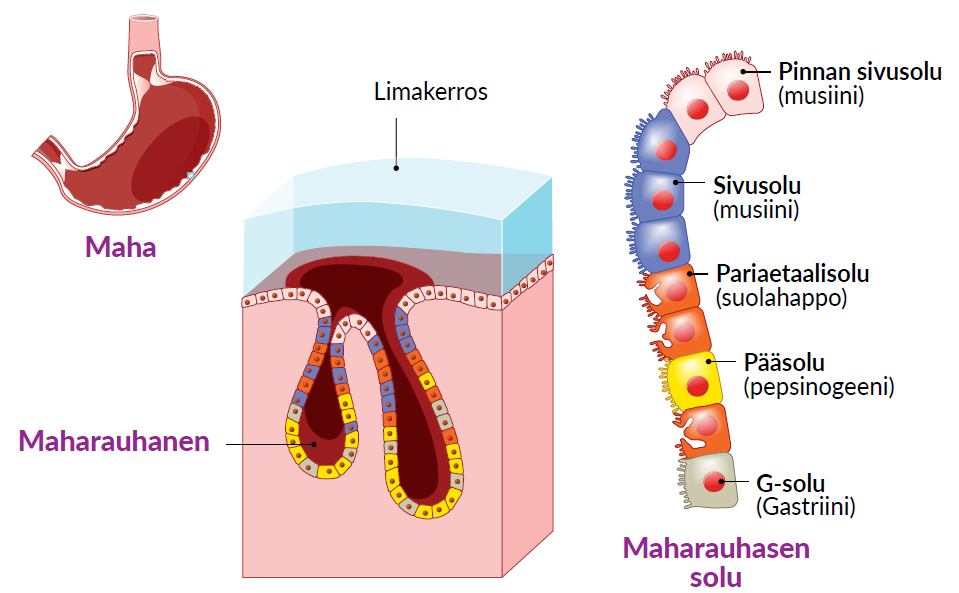 Maha
Limakerros
Maharauhanen
Pinnan sivusolu
(musiini)
Sivusolu
(musiini)
Pariaetaalisolu
(suolahappo)
Pääsolu
(pepsinogeeni)
G-solu
(Gastriini)
Maharauhasen
solu